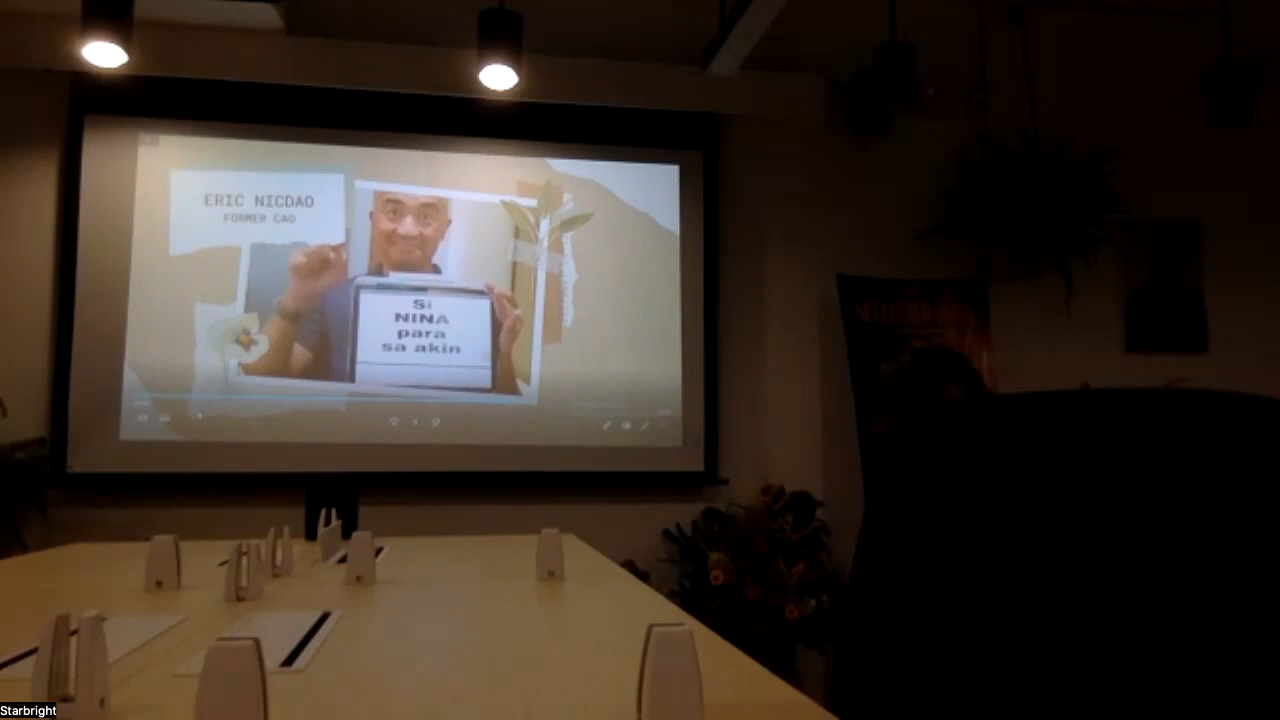 ERIC NICDAO
FORMER CAO
Si
NINA
para
sa akin
Starbright